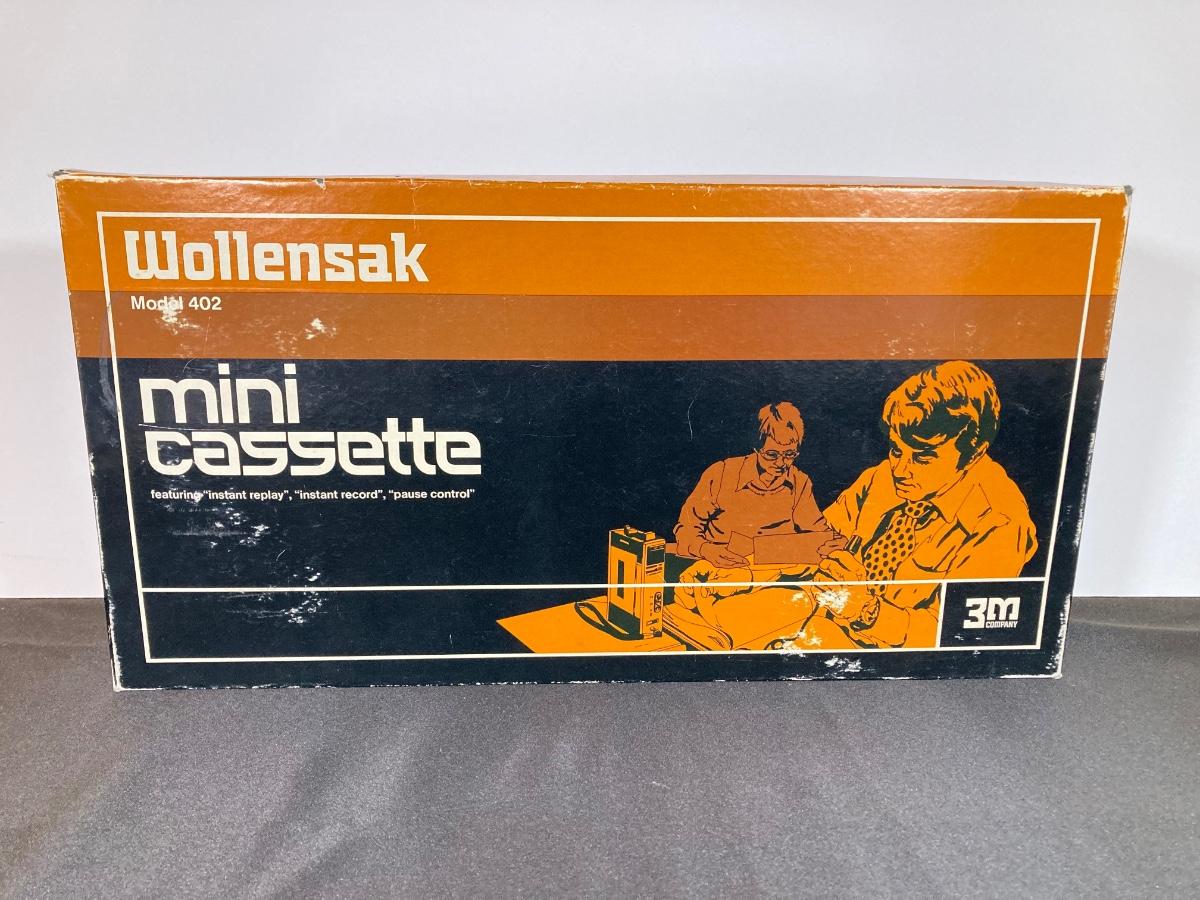 Wollensak
Model 402
mini
cassette
featuring "instant replay", "instant record", "pause control"
3M
COMPANY